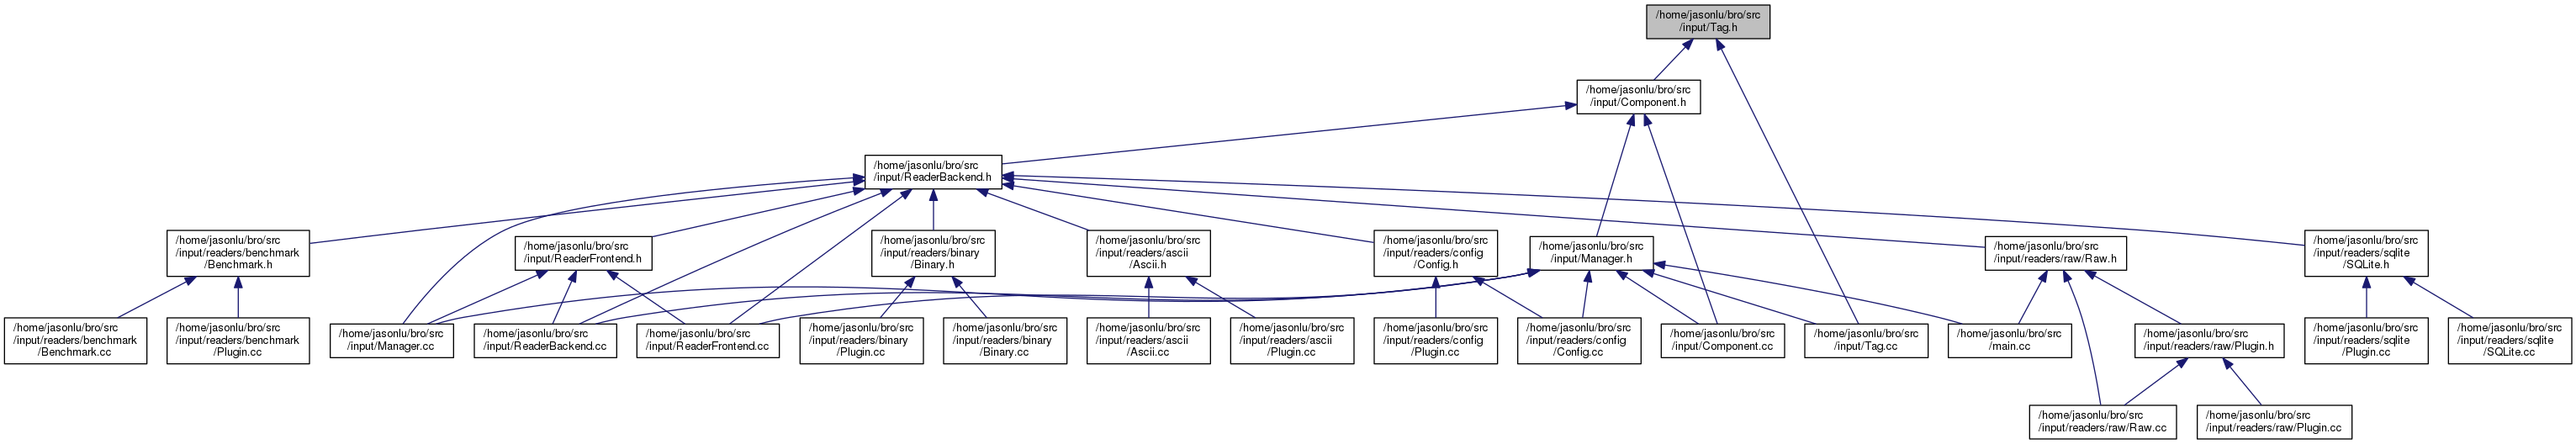 /home/jasonlu/bro/src
/input/Tag.h
/home/jasonlu/bro/src
/input/Component.h
/home/jasonlu/bro/src
/input/ReaderBackend.h
/home/jasonlu/bro/src
/input/readers/benchmark
/Benchmark.h
/home/jasonlu/bro/src
/input/ReaderFrontend.h
/home/jasonlu/bro/src
/input/readers/binary
/Binary.h
/home/jasonlu/bro/src
/input/readers/ascii
/Ascii.h
/home/jasonlu/bro/src
/input/readers/config
/Config.h
/home/jasonlu/bro/src
/input/Manager.h
/home/jasonlu/bro/src
/input/readers/raw/Raw.h
/home/jasonlu/bro/src
/input/readers/sqlite
/SQLite.h
/home/jasonlu/bro/src
/input/readers/benchmark
/Benchmark.cc
/home/jasonlu/bro/src
/input/readers/benchmark
/Plugin.cc
/home/jasonlu/bro/src
/input/Manager.cc
/home/jasonlu/bro/src
/input/ReaderBackend.cc
/home/jasonlu/bro/src
/input/ReaderFrontend.cc
/home/jasonlu/bro/src
/input/readers/binary
/Plugin.cc
/home/jasonlu/bro/src
/input/readers/binary
/Binary.cc
/home/jasonlu/bro/src
/input/readers/ascii
/Ascii.cc
/home/jasonlu/bro/src
/input/readers/ascii
/Plugin.cc
/home/jasonlu/bro/src
/input/readers/config
/Plugin.cc
/home/jasonlu/bro/src
/input/readers/config
/Config.cc
/home/jasonlu/bro/src
/input/Component.cc
/home/jasonlu/bro/src
/input/Tag.cc
/home/jasonlu/bro/src
/main.cc
/home/jasonlu/bro/src
/input/readers/raw/Plugin.h
/home/jasonlu/bro/src
/input/readers/sqlite
/Plugin.cc
/home/jasonlu/bro/src
/input/readers/sqlite
/SQLite.cc
/home/jasonlu/bro/src
/input/readers/raw/Raw.cc
/home/jasonlu/bro/src
/input/readers/raw/Plugin.cc